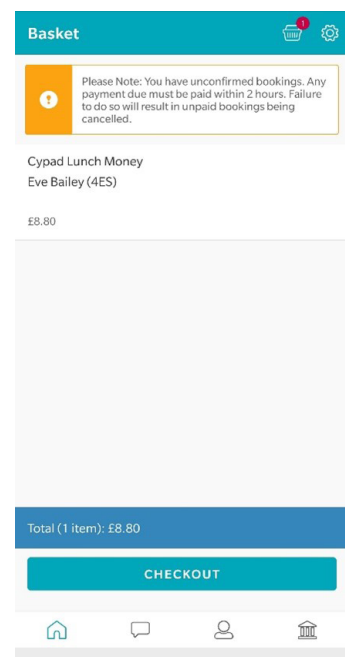 Basket
1
Please Note: You have unconfirmed bookings. Any
payment due must be paid within 2 hours. Failure
to do so will result in unpaid bookings being
cancelled.
Cypad Lunch Money
Eve Bailey (4ES)
£8.80
Total (1 item): £8.80
CHECKOUT